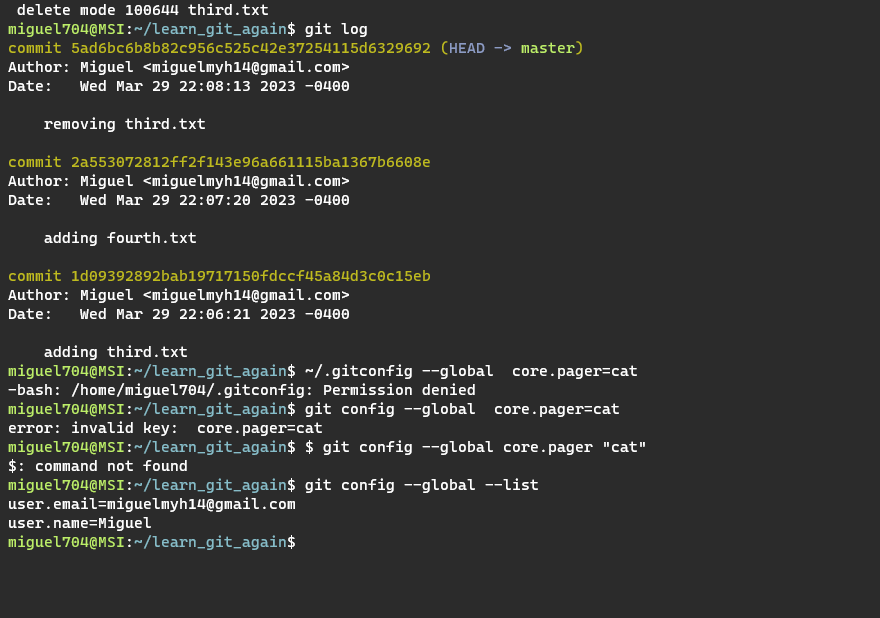 delete mode 100644 third.txt
miguel704@MSI:~/learn_git_again$ git log
commit 5ad6bc6b8b82c956c525c42e37254115d6329692 (HEAD -> master)
Author: Miguel <miguelmyh14@gmail.com>
Date:   Wed Mar 29 22:08:13 2023 -0400
    removing third.txt
commit 2a553072812ff2f143e96a661115ba1367b6608e
Author: Miguel <miguelmyh14@gmail.com>
Date:   Wed Mar 29 22:07:20 2023 -0400
    adding fourth.txt
commit 1d09392892bab19717150fdccf45a84d3c0c15eb
Author: Miguel <miguelmyh14@gmail.com>
Date:   Wed Mar 29 22:06:21 2023 -0400
    adding third.txt
miguel704@MSI:~/learn_git_again$ ~/.gitconfig --global  core.pager=cat
-bash: /home/miguel704/.gitconfig: Permission denied
miguel704@MSI:~/learn_git_again$ git config --global  core.pager=cat
error: invalid key:  core.pager=cat
miguel704@MSI:~/learn_git_again$ $ git config --global core.pager "cat"
$: command not found
miguel704@MSI:~/learn_git_again$ git config --global --list
user.email=miguelmyh14@gmail.com
user.name=Miguel
miguel704@MSI:~/learn_git_again$